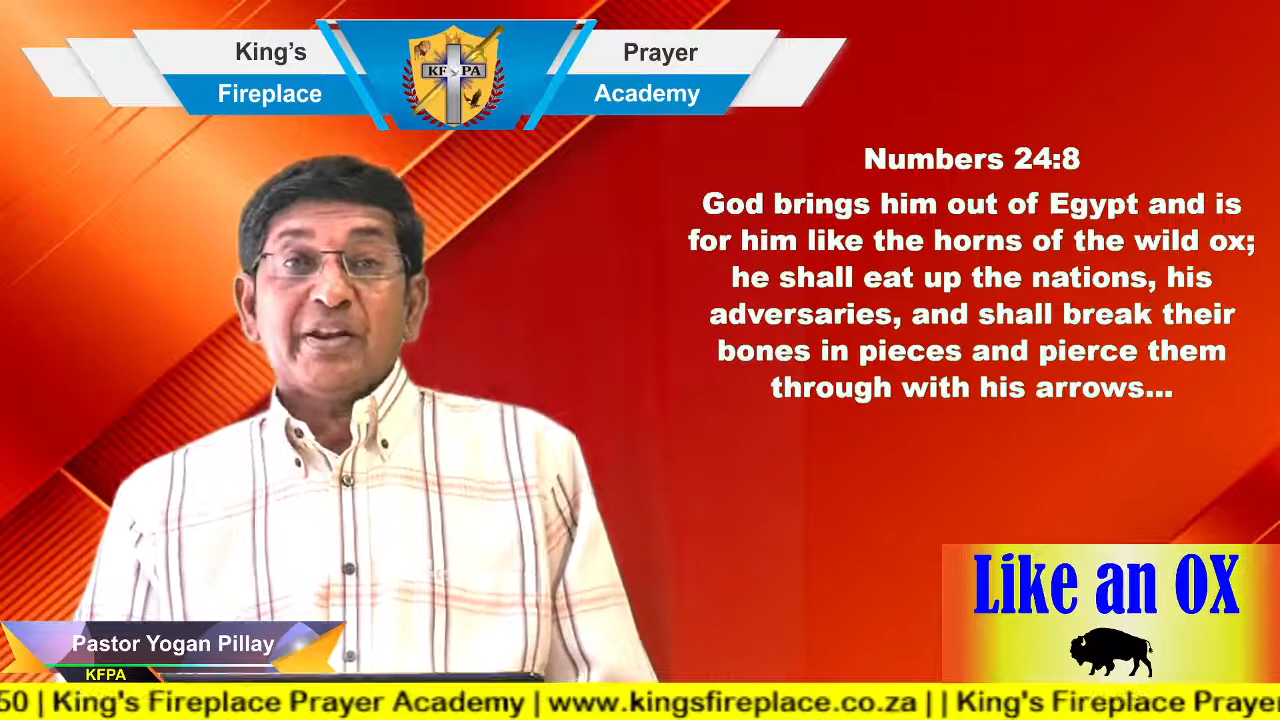 King's
Fireplace
KF PA
Prayer
Academy
Numbers 24:8
God brings him out of Egypt and is
for him like the horns of the wild ox;
he shall eat up the nations, his
adversaries, and shall break their
bones in pieces and pierce them
through with his arrows...
Like an OX
Pastor Yogan Pillay
KFPA
50 | King's Fireplace Prayer Academy | www.kingsfireplace.co.za | | King's Fireplace Prayer